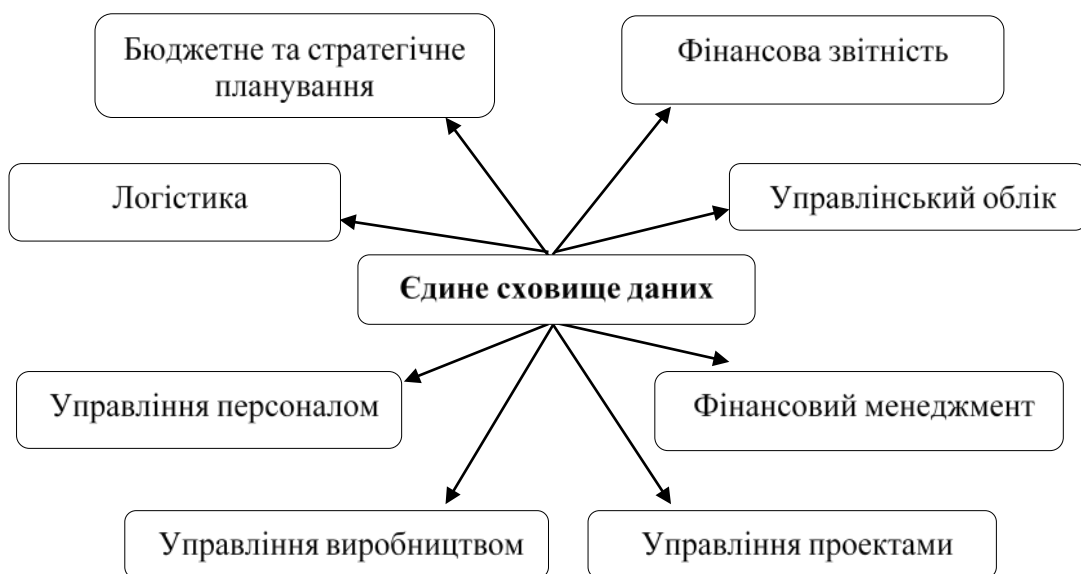 Бюджетне та стратегічне
планування
Фінансова звітність
Логістика
Управлінський облік
Єдине сховище даних
Управління персоналом
Фінансовий менеджмент
Управління виробництвом
Управління проектами